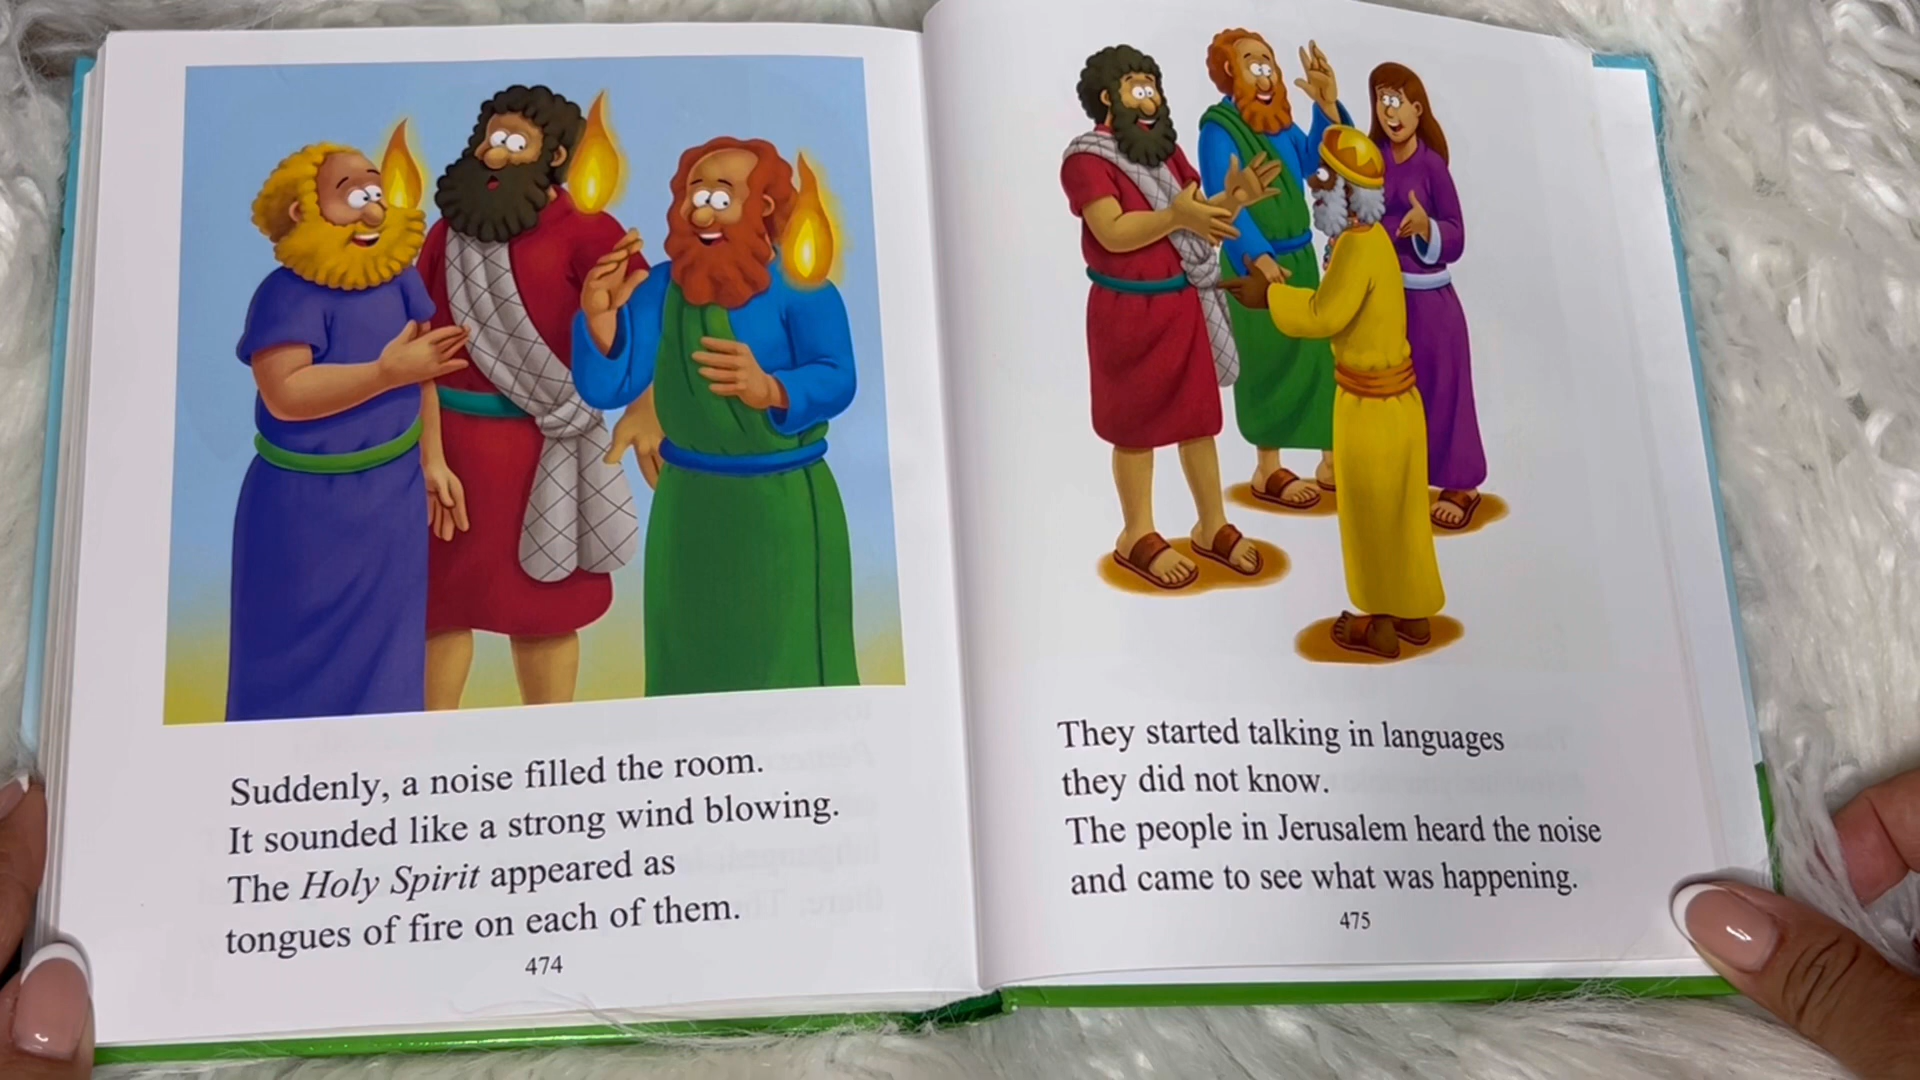 Suddenly, a noise filled the room.
It sounded like a strong wind blowing.
The Holy Spirit appeared as
tongues of fire on each of them.
474
They started talking in languages
they did not know.
The people in Jerusalem heard the noise
and came to see what was happening.
475